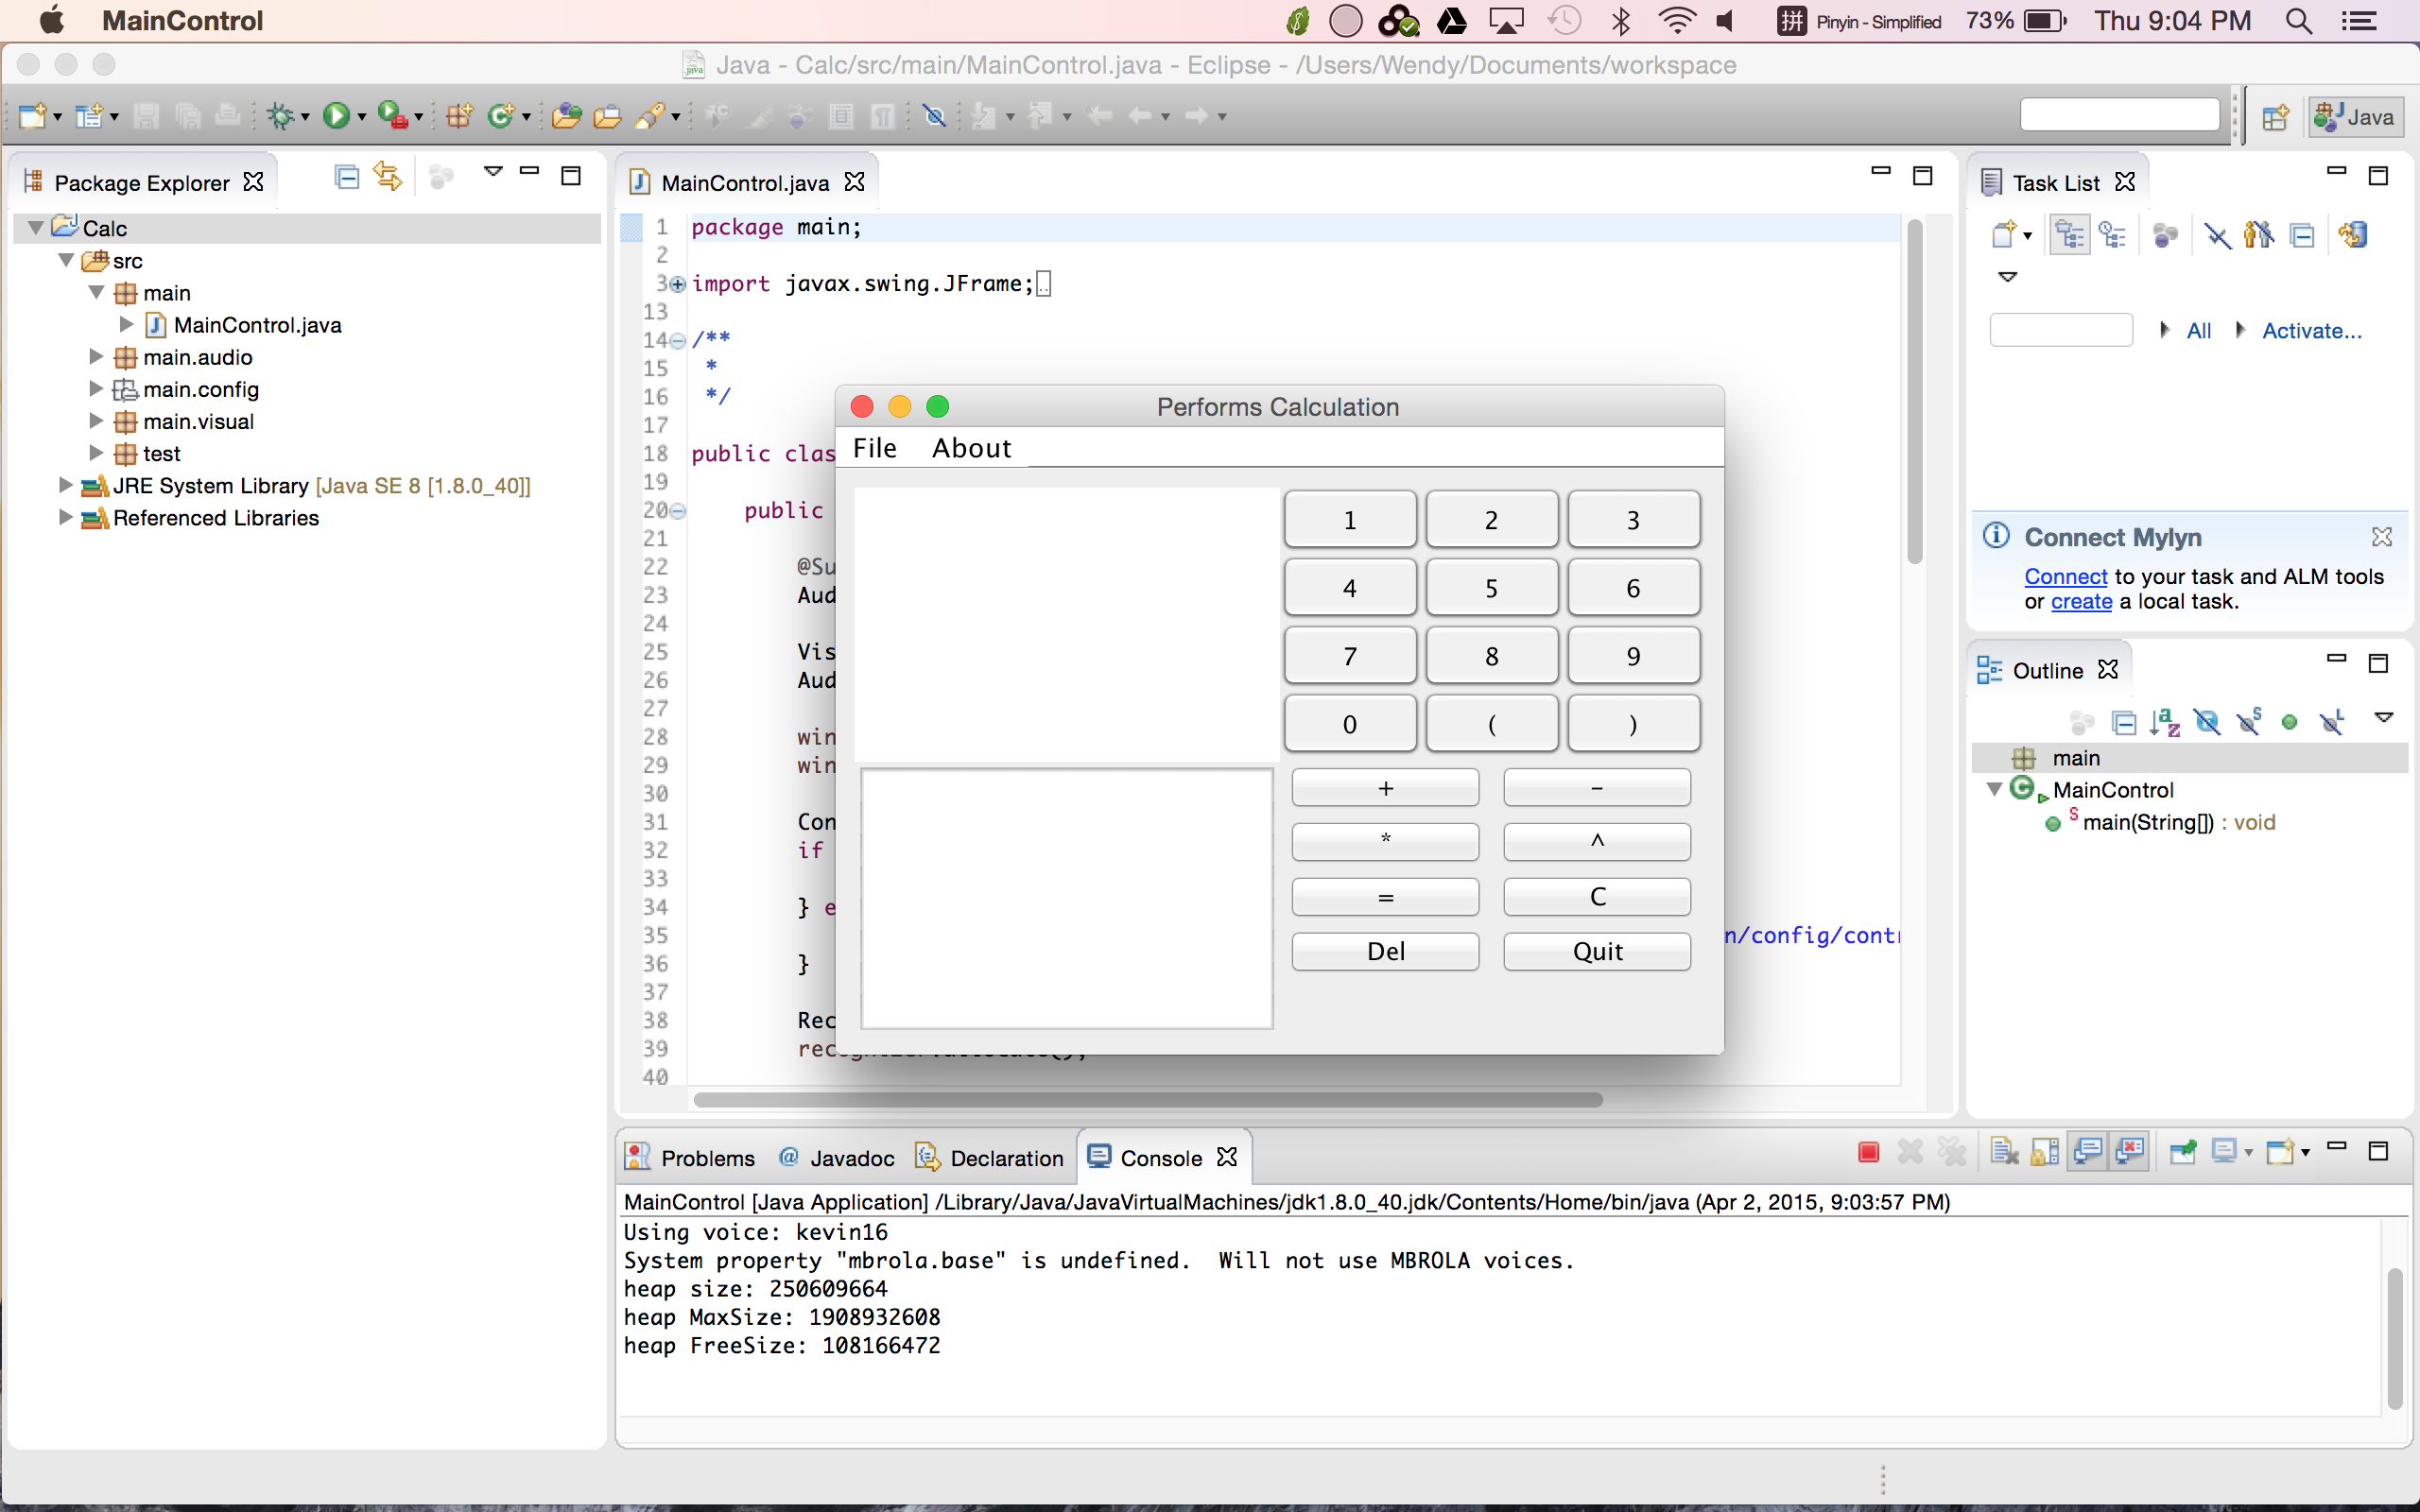 MainControl
拼 Pinyin - Simplified 73% Thu 9:04 PM
Java - Calc/src/main/MainControl.java - Eclipse - /Users/Wendy/Documents/workspace
Java
Package Explorer
Calc
src
main
MainControl.java
main.audio
main.config
main.visual
test
JRE System Library [Java SE 8 [1.8.0_40]]
Referenced Libraries
MainControl.java
1 package main;
2
3 import javax.swing.JFrame;
13
14 /**
15 *
16 */
17
18 public clas
19
20 public
21
22 @Su
23 Aud
24
25 Vis
26 Aud
27
28 win
29 win
30
31 Con
32 if
33
34 } e
35 n/config/contr
36 }
37
38 Rec
39 recognizer.allocate();
40
Performs Calculation
File About
1 2 3
4 5 6
7 8 9
0 ( )
+ -
* ^
= C
Del Quit
Task List
All Activate...
Connect Mylyn
Connect to your task and ALM tools
or create a local task.
Outline
main
MainControl
main(String[]) : void
Problems Javadoc Declaration Console
MainControl [Java Application] /Library/Java/JavaVirtualMachines/jdk1.8.0_40.jdk/Contents/Home/bin/java (Apr 2, 2015, 9:03:57 PM)
Using voice: kevin16
System property "mbrola.base" is undefined.  Will not use MBROLA voices.
heap size: 250609664
heap MaxSize: 1908932608
heap FreeSize: 108166472